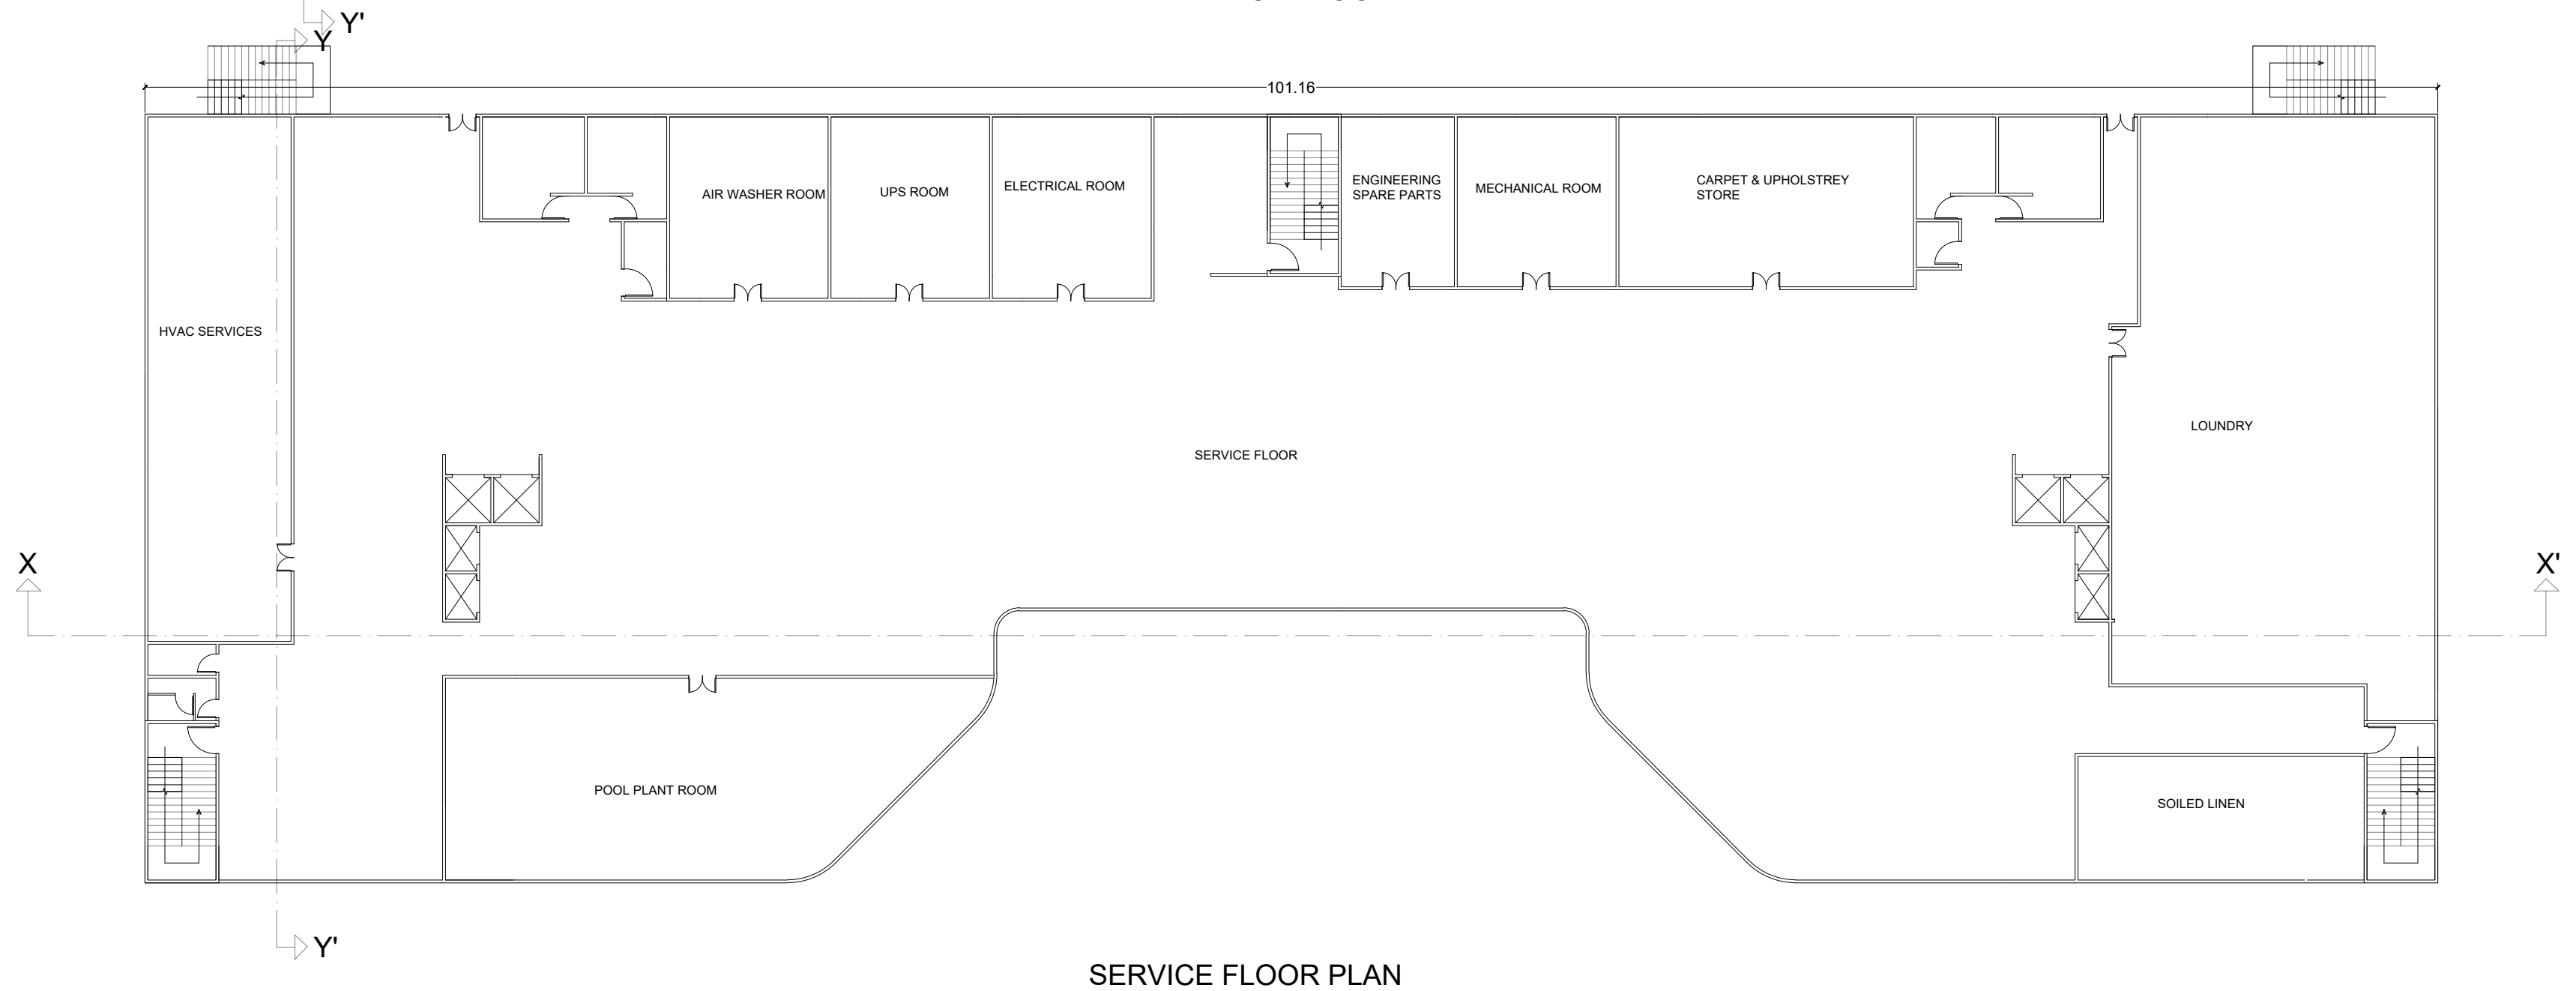 Y'
Y
101.16
AIR WASHER ROOM
UPS ROOM
ELECTRICAL ROOM
ENGINEERING
SPARE PARTS
MECHANICAL ROOM
CARPET & UPHOLSTREY
STORE
HVAC SERVICES
LOUNDRY
SERVICE FLOOR
X
X'
POOL PLANT ROOM
SOILED LINEN
Y'
SERVICE FLOOR PLAN